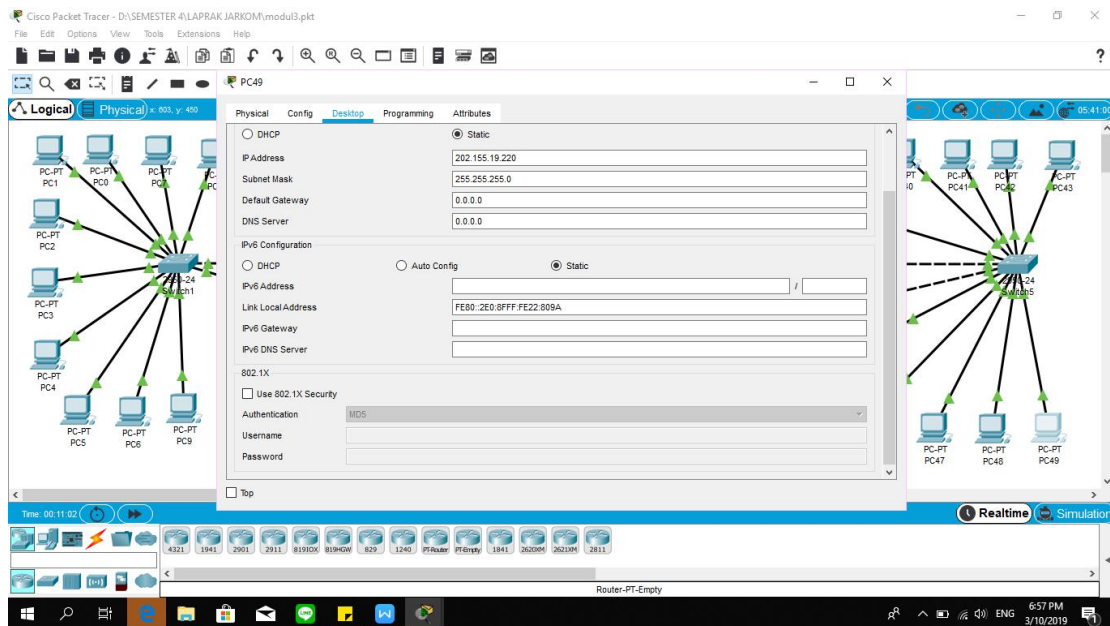 Cisco Packet Tracer - D:\SEMESTER 4\LAPRAK JARKOM\modul3.pkt
File Edit Options View Tools Extensions Help
?
PC49
Logical
Physical
x: 603, y: 450
05:41:00
Physical Config Desktop Programming Attributes
DHCP
Static
IP Address
202.155.19.220
Subnet Mask
255.255.255.0
Default Gateway
0.0.0.0
DNS Server
0.0.0.0
IPv6 Configuration
DHCP
Auto Config
Static
IPv6 Address
/
Link Local Address
FE80::2E0:8FFF:FE22:809A
IPv6 Gateway
IPv6 DNS Server
802.1X
Use 802.1X Security
Authentication
MD5
Username
Password
Top
PC-PT
PC1
PC-PT
PC0
PC-PT
PC-PT
PC2
Switch1
PC-PT
PC3
PC-PT
PC4
PC-PT
PC5
PC-PT
PC6
PC-PT
PC9
PC-PT
PC41
PC-PT
PC42
PC-PT
PC43
Switch5
PC-PT
PC47
PC-PT
PC48
PC-PT
PC49
Time: 00:11:02
Realtime
Simulation
4321 1941 2901 2911 819IOX 819HGW 829 1240 PT-Router PT-Empty 1841 2620XM 2621XM 2811
Router-PT-Empty
ENG
6:57 PM
3/10/2019